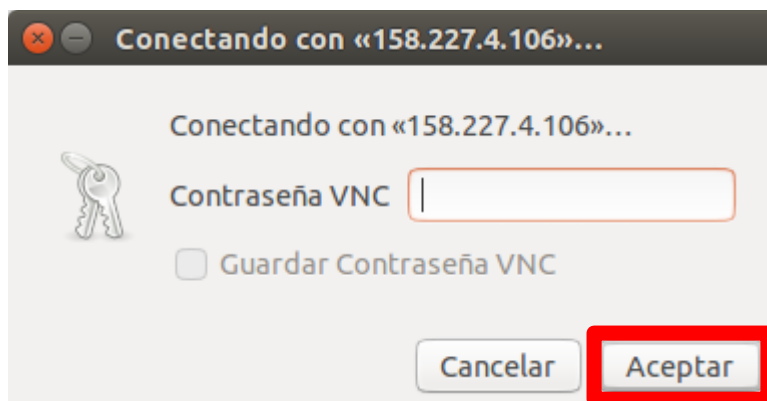 Conectando con «158.227.4.106»...
Conectando con «158.227.4.106»...
Contraseña VNC
Guardar Contraseña VNC
Cancelar Aceptar